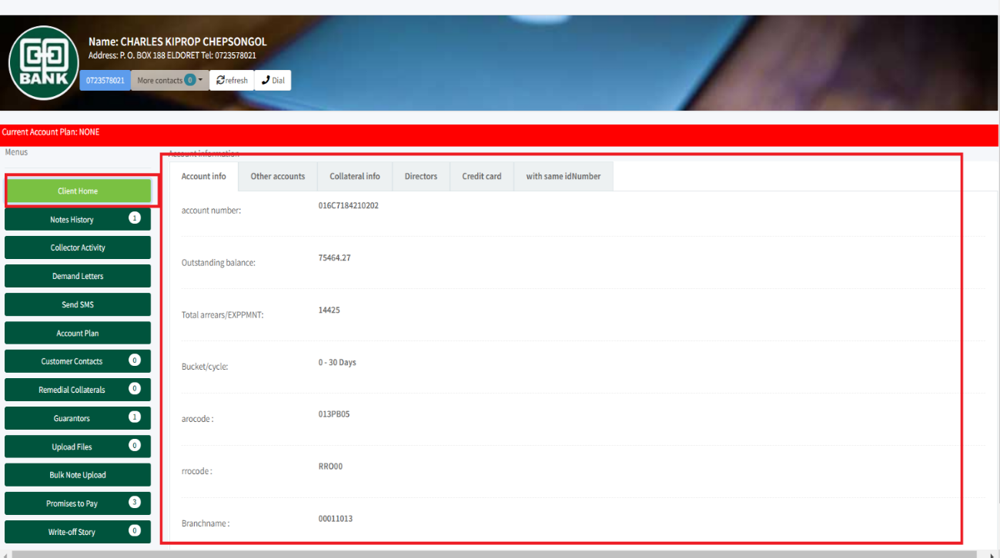 BANK
Name: CHARLES KIPROP CHEPSONGOL
Address: P. O. BOX 188 ELDORET Tel: 0723578021
0723578021 More contacts 0 refresh Dial
Current Account Plan: NONE
Menus
Account information
Client Home
Notes History 1
Collector Activity
Demand Letters
Send SMS
Account Plan
Customer Contacts 0
Remedial Collaterals 0
Guarantors 1
Upload Files 0
Bulk Note Upload
Promises to Pay 3
Write-off Story 0
Account info Other accounts Collateral info Directors Credit card with same idNumber
account number: 016C7184210202
Outstanding balance: 75464.27
Total arrears/EXPPMNT: 14425
Bucket/cycle: 0 - 30 Days
arocode : 013PB05
rrocode : RRO00
Branchname : 00011013